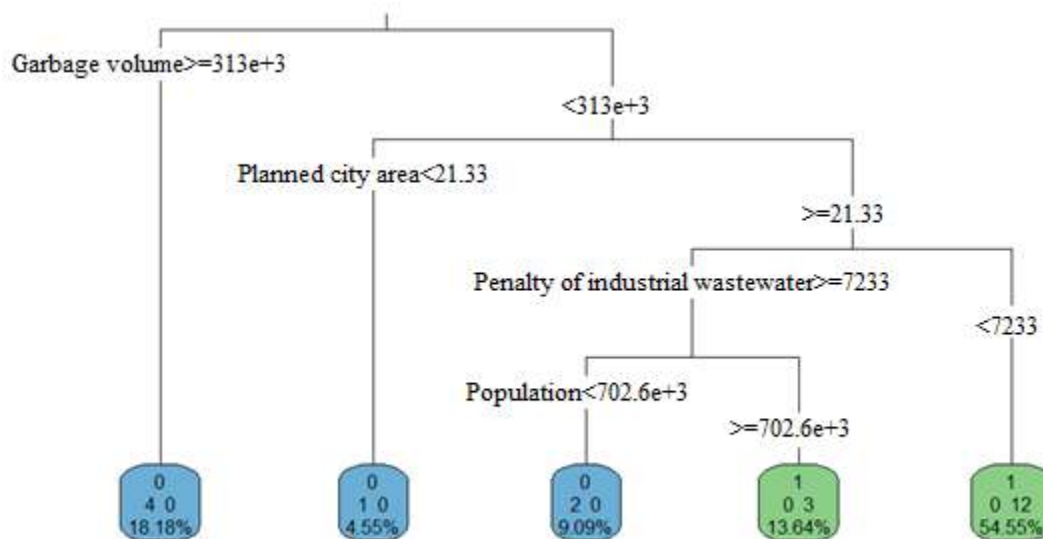 Garbage volume>=313e+3
<313e+3
Planned city area<21.33
>=21.33
Penalty of industrial wastewater>=7233
<7233
Population<702.6e+3
>=702.6e+3
0
4 0
18.18%
0
1 0
4.55%
0
2 0
9.09%
1
0 3
13.64%
1
0 12
54.55%